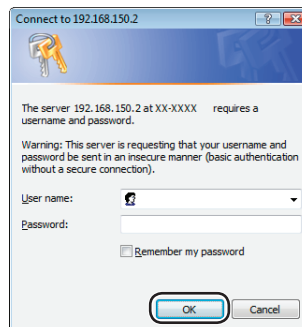 Connect to 192.168.150.2
The server 192.168.150.2 at XX-XXXX requires a
username and password.
Warning: This server is requesting that your username and
password be sent in an insecure manner (basic authentication
without a secure connection).
User name:
Password:
Remember my password
OK
Cancel